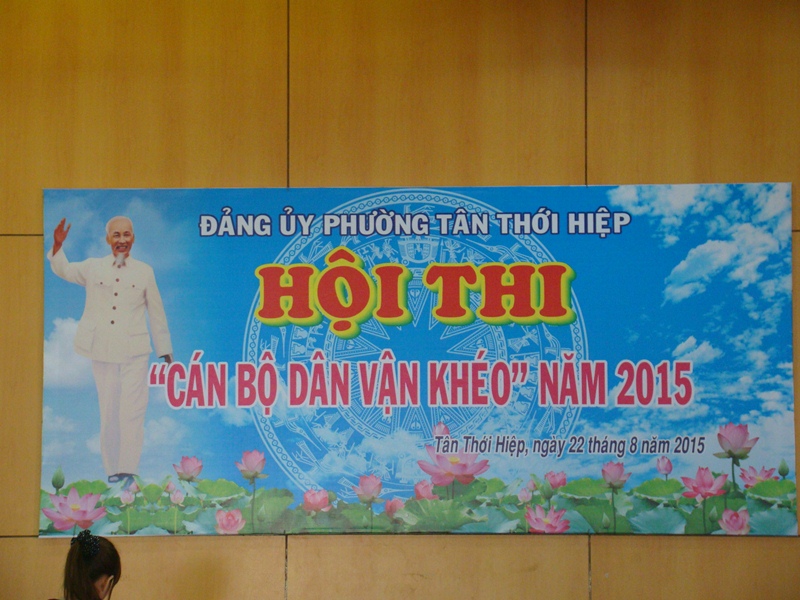 ĐẢNG ỦY PHƯỜNG TÂN THỚI HIỆP
HỘI THI
"CÁN BỘ DÂN VẬN KHÉO" NĂM 2015
Tân Thới Hiệp, ngày 22 tháng 8 năm 2015